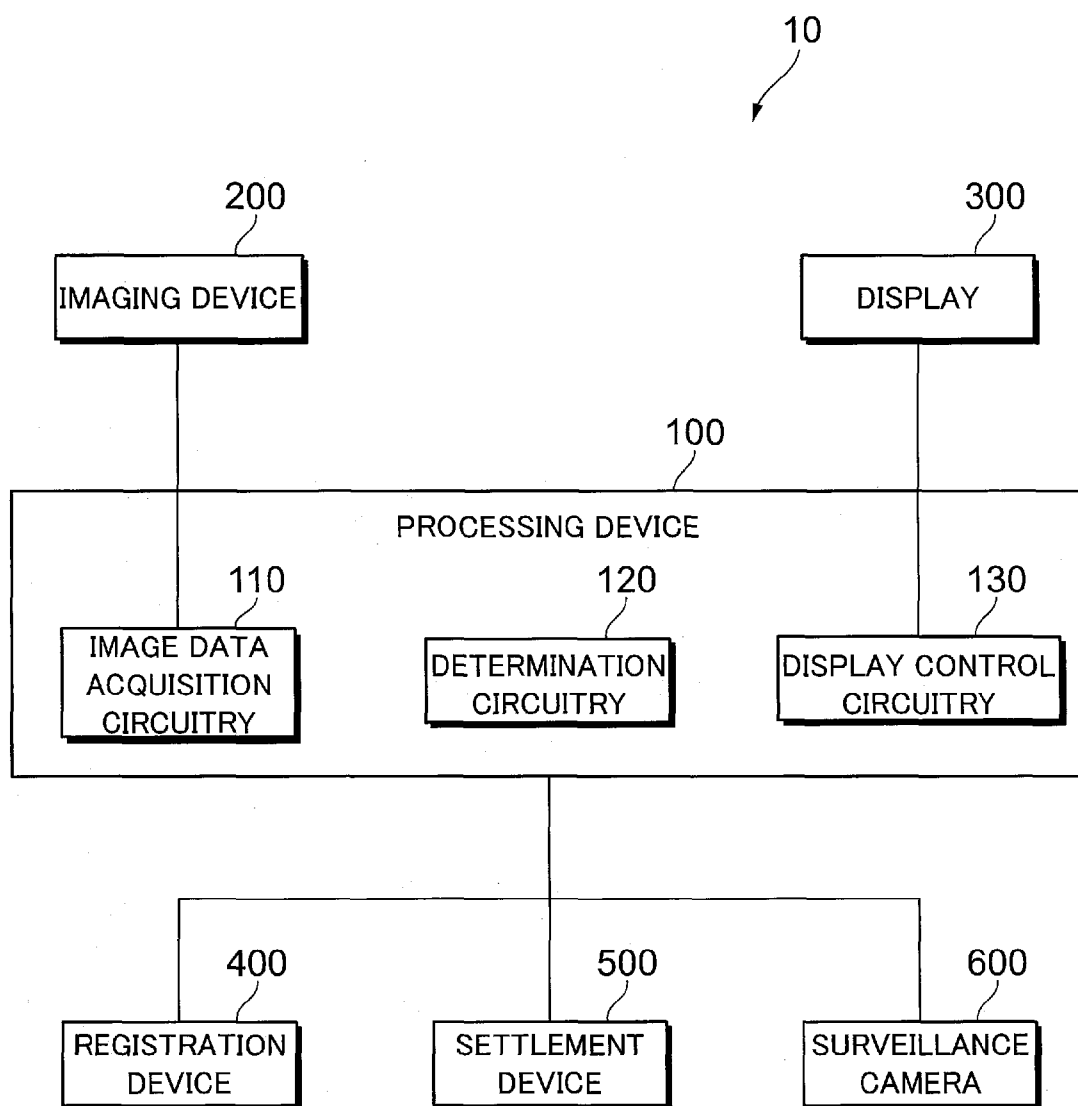 10
200
300
IMAGING DEVICE
DISPLAY
100
PROCESSING DEVICE
110
120
130
IMAGE DATA
ACQUISITION
CIRCUITRY
DETERMINATION
CIRCUITRY
DISPLAY CONTROL
CIRCUITRY
400
500
600
REGISTRATION
DEVICE
SETTLEMENT
DEVICE
SURVEILLANCE
CAMERA